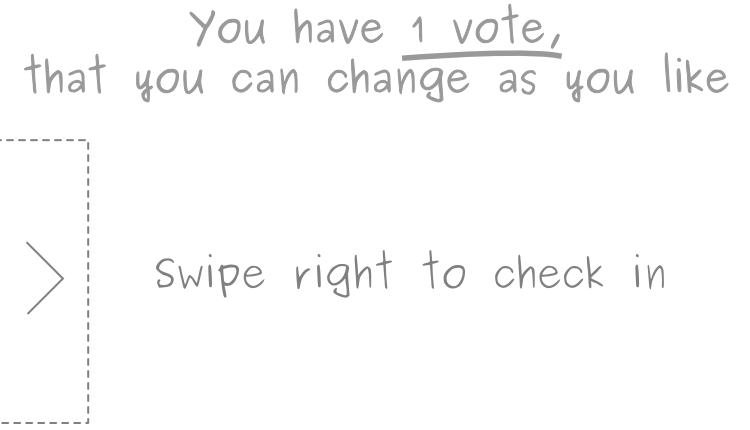 You have 1 vote,
that you can change as you like
Swipe right to check in